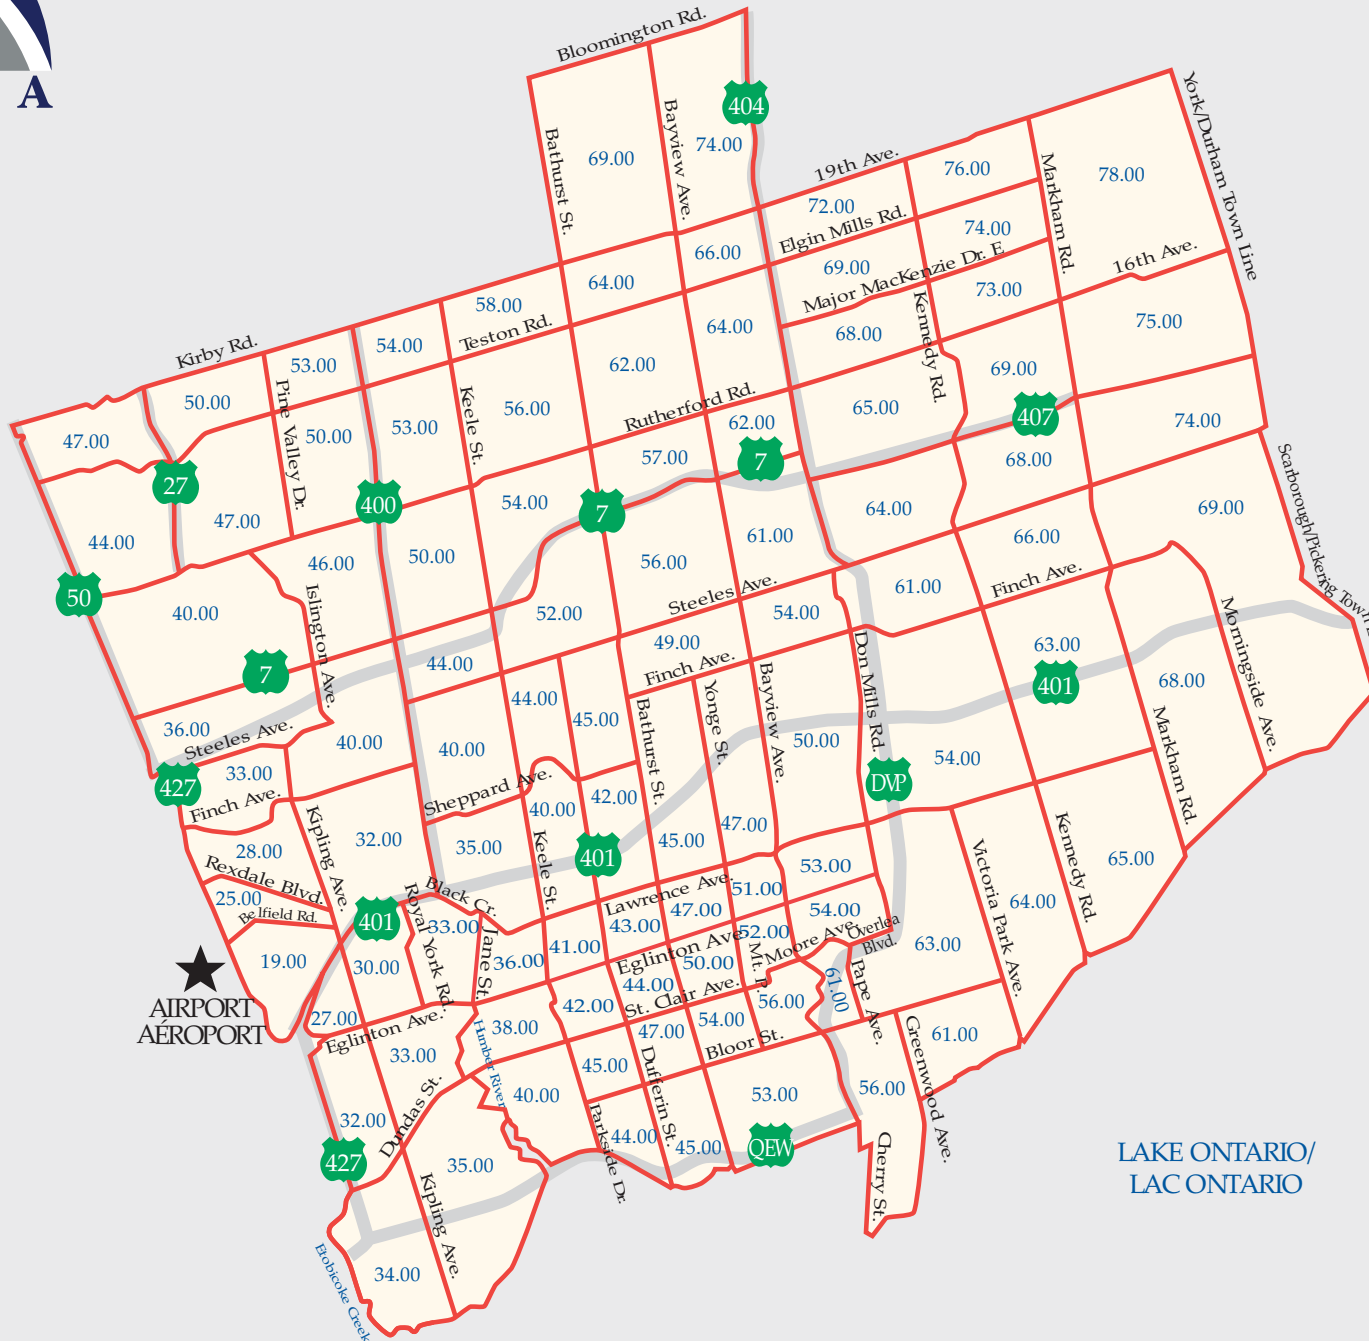 A
Bloomington Rd.
404
Bathurst St.
Bayview Ave.
69.00
74.00
York/Durham Town Line
19th Ave.
76.00
78.00
Markham Rd.
72.00
Elgin Mills Rd.
74.00
66.00
69.00
Major MacKenzie Dr. E
16th Ave.
64.00
73.00
58.00
Teston Rd.
64.00
68.00
Kennedy Rd.
75.00
Kirby Rd.
54.00
53.00
62.00
69.00
50.00
Pine Valley Dr.
Keele St.
56.00
Rutherford Rd.
65.00
407
47.00
50.00
53.00
62.00
74.00
57.00
7
68.00
27
400
54.00
7
64.00
69.00
Scarborough/Pickering Town
47.00
44.00
61.00
66.00
46.00
50.00
56.00
Steeles Ave.
61.00
Finch Ave.
50
40.00
Islington Ave.
52.00
54.00
Morningside Ave.
49.00
Finch Ave.
Don Mills Rd.
63.00
7
44.00
401
44.00
Bathurst St.
Yonge St.
Bayview Ave.
68.00
Markham Rd.
36.00
Steeles Ave.
45.00
40.00
40.00
50.00
54.00
33.00
427
Finch Ave.
Sheppard Ave.
DVP
Kipling Ave.
40.00
42.00
Keele St.
Kennedy Rd.
Victoria Park Ave.
28.00
32.00
35.00
401
45.00
47.00
65.00
Rexdale Blvd.
53.00
25.00
Black Cr.
Lawrence Ave.
51.00
64.00
Belfield Rd.
401
Royal York Rd.
33.00
Jane St.
43.00
47.00
54.00
Overlea
Blvd.
52.00
Moore Ave.
63.00
19.00
30.00
36.00
41.00
Eglinton Ave.
50.00
Mt. P.
Pape Ave.
61.00
44.00
St. Clair Ave.
56.00
AIRPORT
AÉROPORT
27.00
Eglinton Ave.
Humber River
38.00
42.00
47.00
54.00
Bloor St.
Greenwood Ave.
61.00
33.00
Dundas St.
45.00
Dufferin St.
40.00
53.00
56.00
32.00
Parkside Dr.
44.00
45.00
QEW
Cherry St.
427
35.00
Kipling Ave.
LAKE ONTARIO/
LAC ONTARIO
Etobicoke Creek
34.00